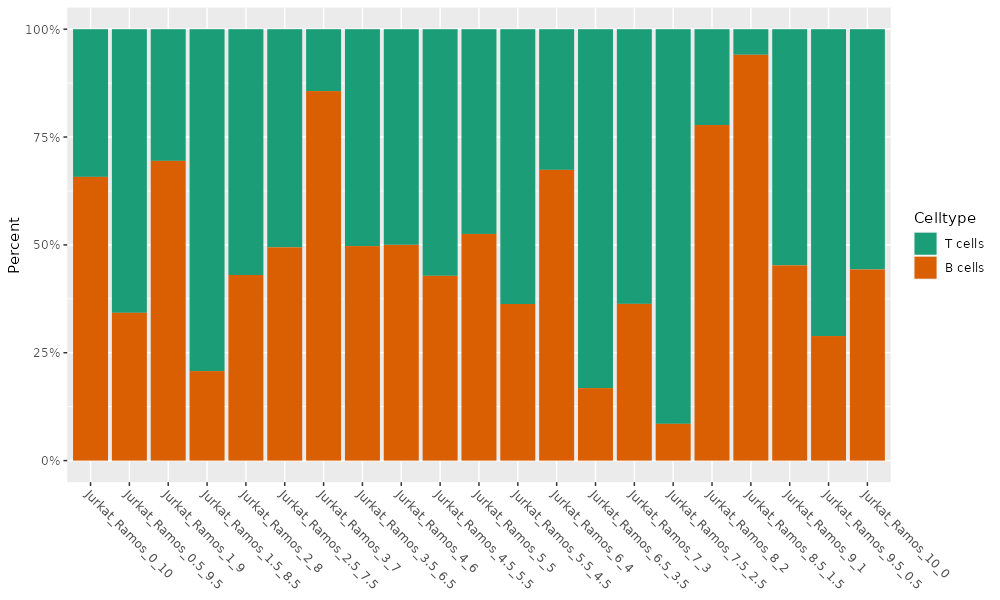 100%
75%
50%
25%
0%
Percent
Jurkat_Ramos_0_10
Jurkat_Ramos_0.5_9.5
Jurkat_Ramos_1_9
Jurkat_Ramos_1.5_8.5
Jurkat_Ramos_2_8
Jurkat_Ramos_2.5_7.5
Jurkat_Ramos_3_7
Jurkat_Ramos_3.5_6.5
Jurkat_Ramos_4_6
Jurkat_Ramos_4.5_5.5
Jurkat_Ramos_5_5
Jurkat_Ramos_5.5_4.5
Jurkat_Ramos_6_4
Jurkat_Ramos_6.5_3.5
Jurkat_Ramos_7_3
Jurkat_Ramos_7.5_2.5
Jurkat_Ramos_8_2
Jurkat_Ramos_8.5_1.5
Jurkat_Ramos_9_1
Jurkat_Ramos_9.5_0.5
Jurkat_Ramos_10_0
Celltype
T cells
B cells